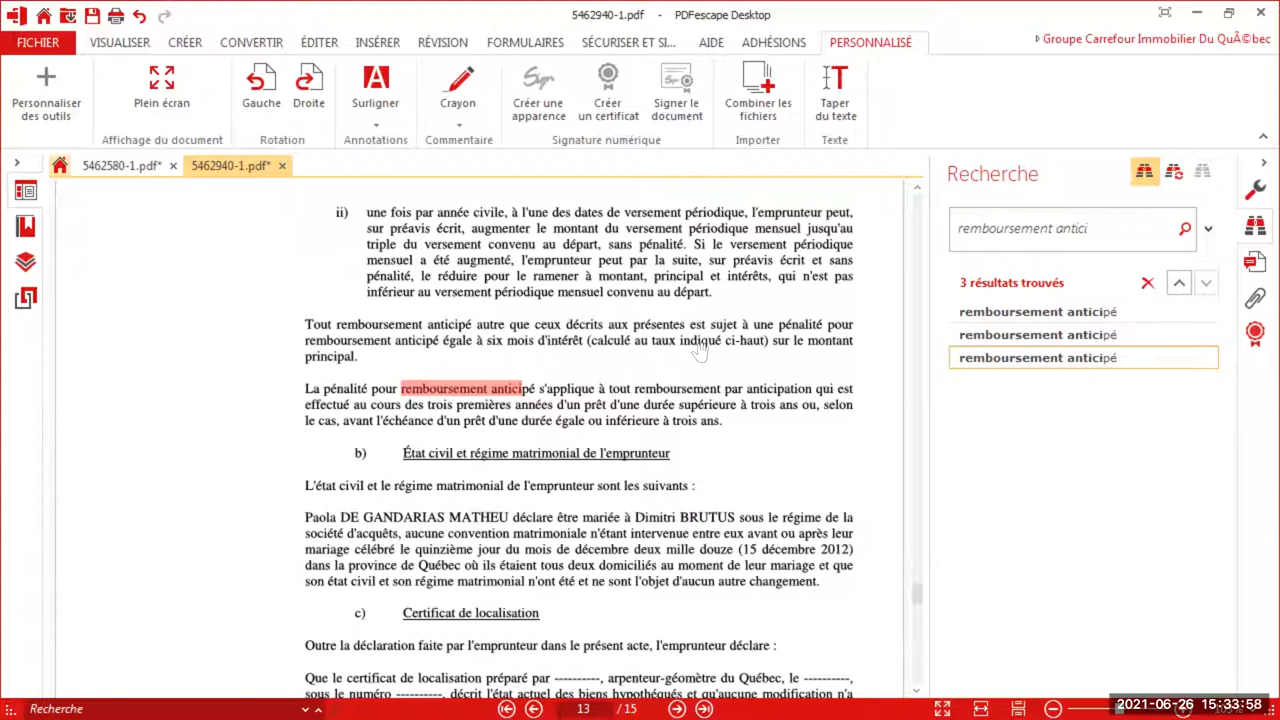 5462940-1.pdf - PDFescape Desktop
FICHIER VISUALISER CRÉER CONVERTIR ÉDITER INSÉRER RÉVISION FORMULAIRES SÉCURISER ET SI... AIDE ADHÉSIONS PERSONNALISÉ Groupe Carrefour Immobilier Du QuÃ©bec
Personnaliser des outils
Plein écran
Affichage du document
Gauche Droite
Rotation
Surligner
Annotations
Crayon
Commentaire
Créer une apparence
Créer un certificat
Signer le document
Signature numérique
Combiner les fichiers
Importer
Taper du texte
Texte
5462580-1.pdf* 5462940-1.pdf*
ii) une fois par année civile, à l'une des dates de versement périodique, l'emprunteur peut,
sur préavis écrit, augmenter le montant du versement périodique mensuel jusqu'au
triple du versement convenu au départ, sans pénalité. Si le versement périodique
mensuel a été augmenté, l'emprunteur peut par la suite, sur préavis écrit et sans
pénalité, le réduire pour le ramener à montant, principal et intérêts, qui n'est pas
inférieur au versement périodique mensuel convenu au départ.
Tout remboursement anticipé autre que ceux décrits aux présentes est sujet à une pénalité pour
remboursement anticipé égale à six mois d'intérêt (calculé au taux indiqué ci-haut) sur le montant
principal.
La pénalité pour remboursement anticipé s'applique à tout remboursement par anticipation qui est
effectué au cours des trois premières années d'un prêt d'une durée supérieure à trois ans ou, selon
le cas, avant l'échéance d'un prêt d'une durée égale ou inférieure à trois ans.
b) État civil et régime matrimonial de l'emprunteur
L'état civil et le régime matrimonial de l'emprunteur sont les suivants :
Paola DE GANDARIAS MATHEU déclare être mariée à Dimitri BRUTUS sous le régime de la
société d'acquêts, aucune convention matrimoniale n'étant intervenue entre eux avant ou après leur
mariage célébré le quinzième jour du mois de décembre deux mille douze (15 décembre 2012)
dans la province de Québec où ils étaient tous deux domiciliés au moment de leur mariage et que
son état civil et son régime matrimonial n'ont été et ne sont l'objet d'aucun autre changement.
c) Certificat de localisation
Outre la déclaration faite par l'emprunteur dans le présent acte, l'emprunteur déclare :
Que le certificat de localisation préparé par ----------, arpenteur-géomètre du Québec, le ----------,
sous le numéro ----------, décrit l'état actuel des biens hypothéqués et qu'aucune modification n'a
Recherche
remboursement antici
3 résultats trouvés
remboursement anticipé
remboursement anticipé
remboursement anticipé
Recherche 13 / 15
2021-06-26 15:33:58